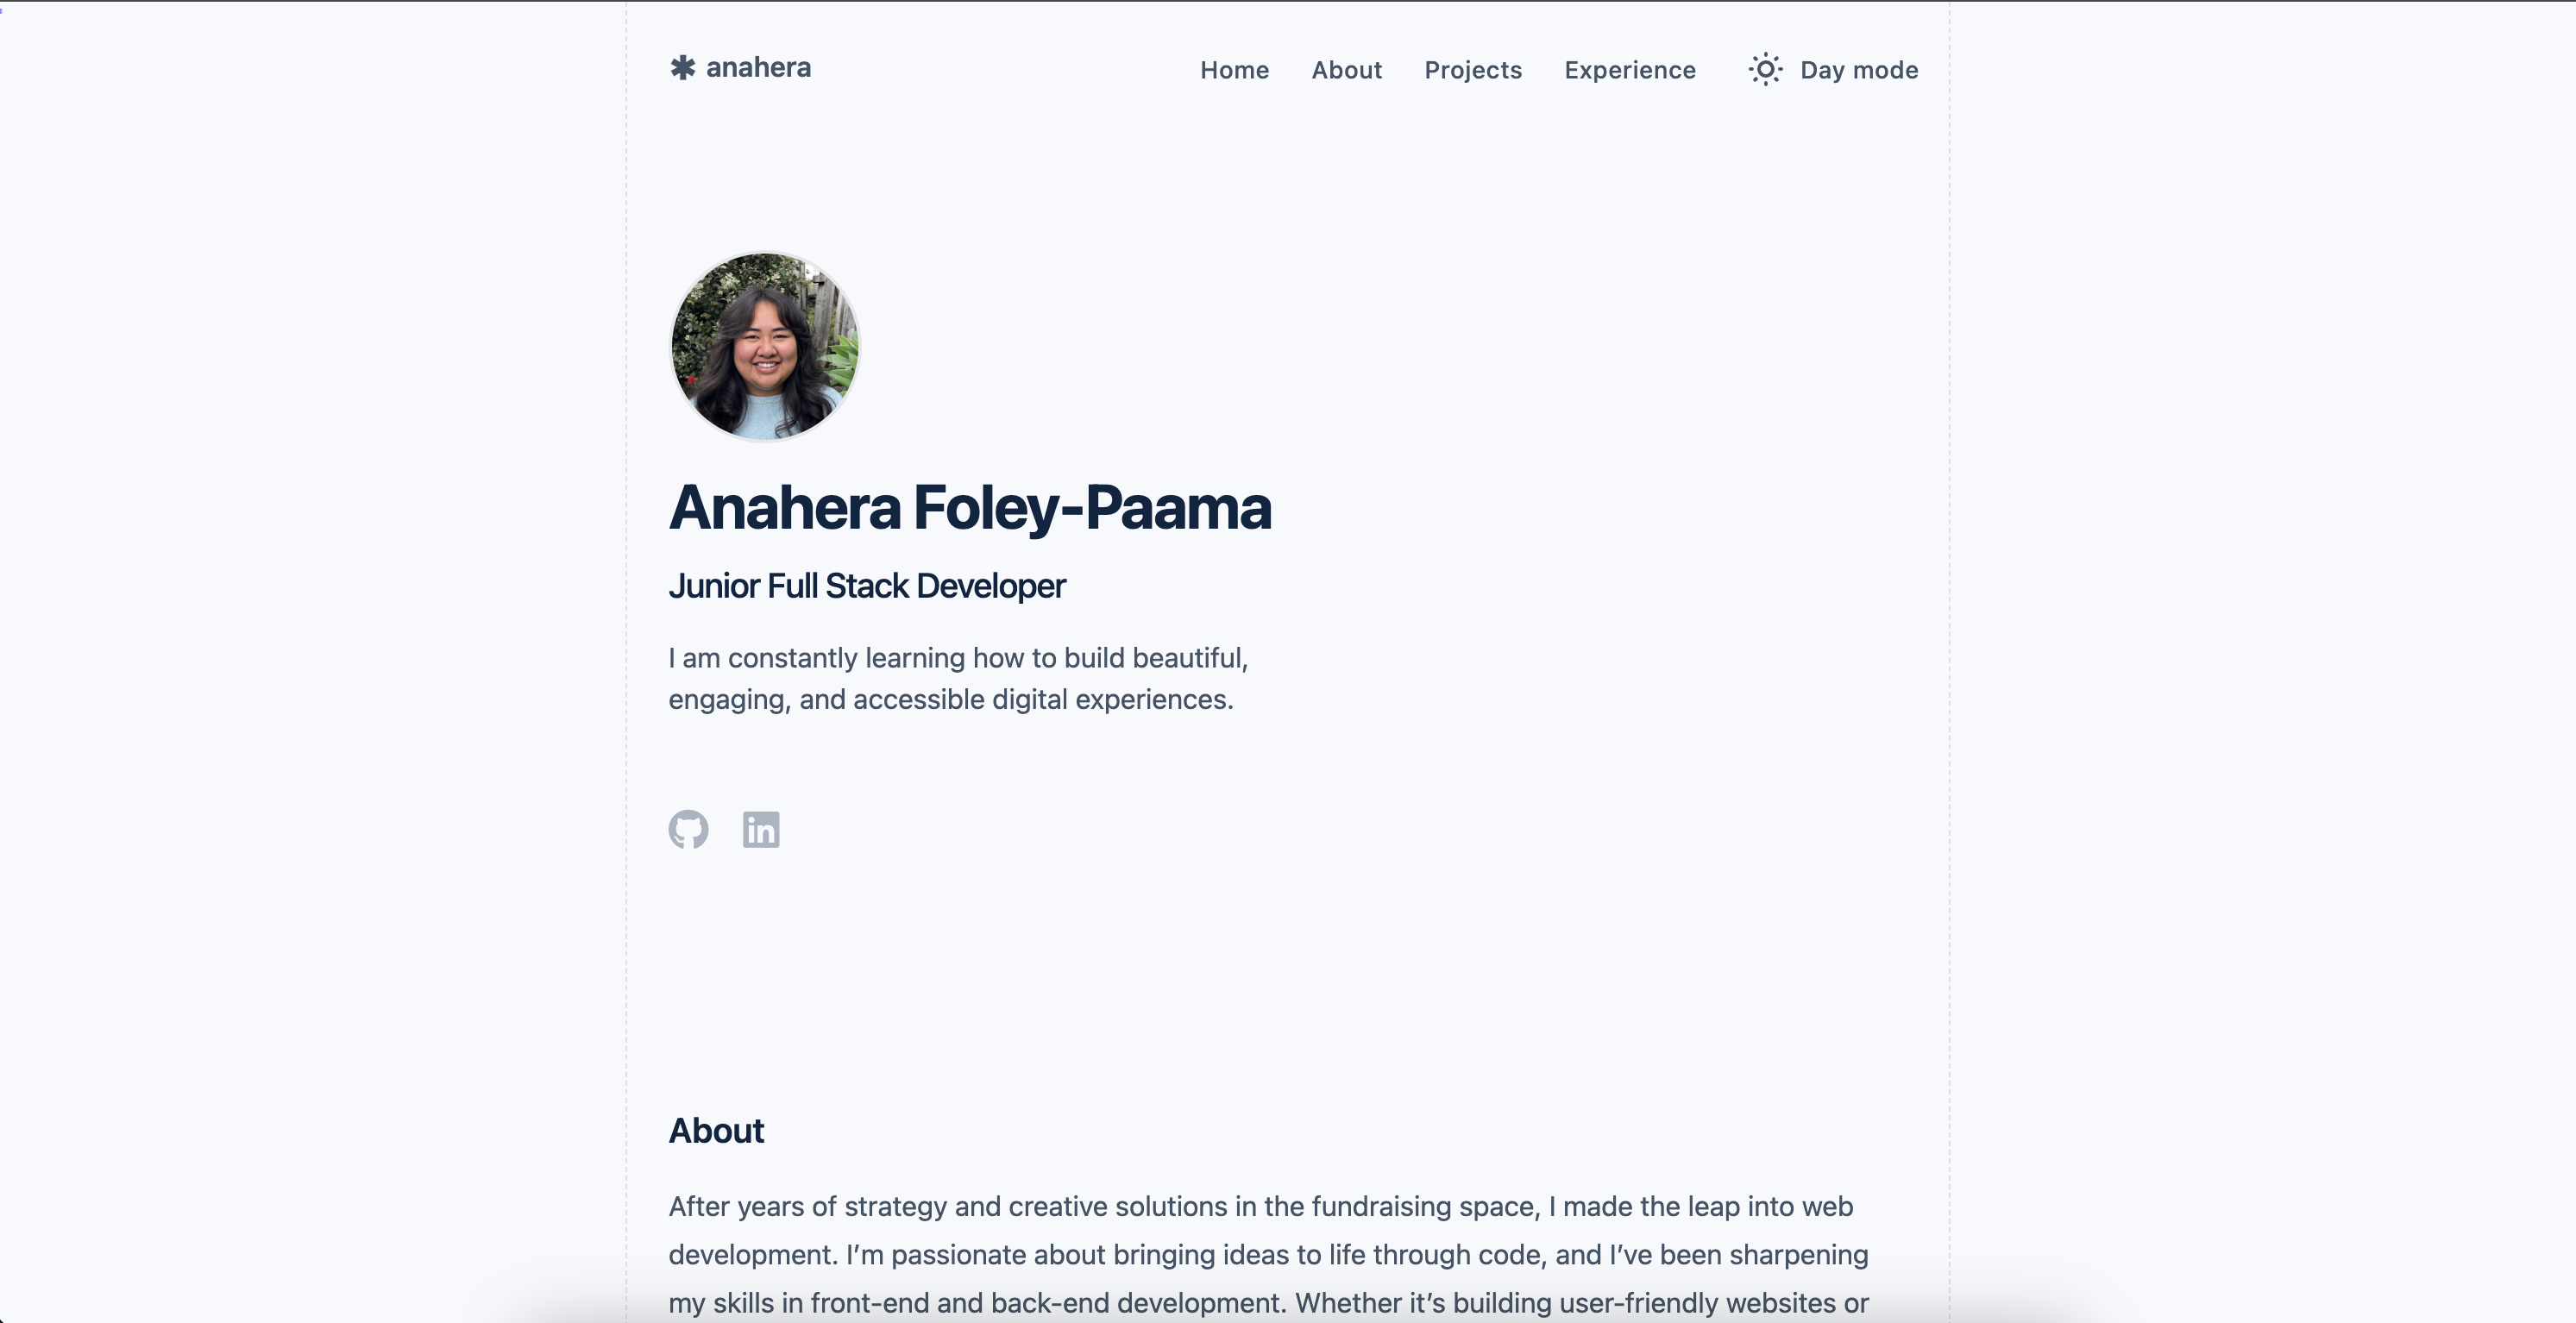 ✱ anahera
Home About Projects Experience Day mode
Anahera Foley-Paama
Junior Full Stack Developer
I am constantly learning how to build beautiful,
engaging, and accessible digital experiences.
in
About
After years of strategy and creative solutions in the fundraising space, I made the leap into web
development. I’m passionate about bringing ideas to life through code, and I’ve been sharpening
my skills in front-end and back-end development. Whether it’s building user-friendly websites or